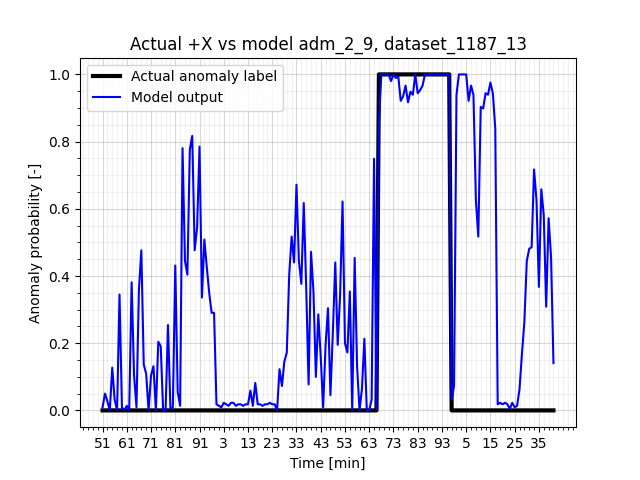 Actual +X vs model adm_2_9, dataset_1187_13
Actual anomaly label
Model output
Anomaly probability [-]
1.0
0.8
0.6
0.4
0.2
0.0
51 61 71 81 91 3 13 23 33 43 53 63 73 83 93 5 15 25 35
Time [min]